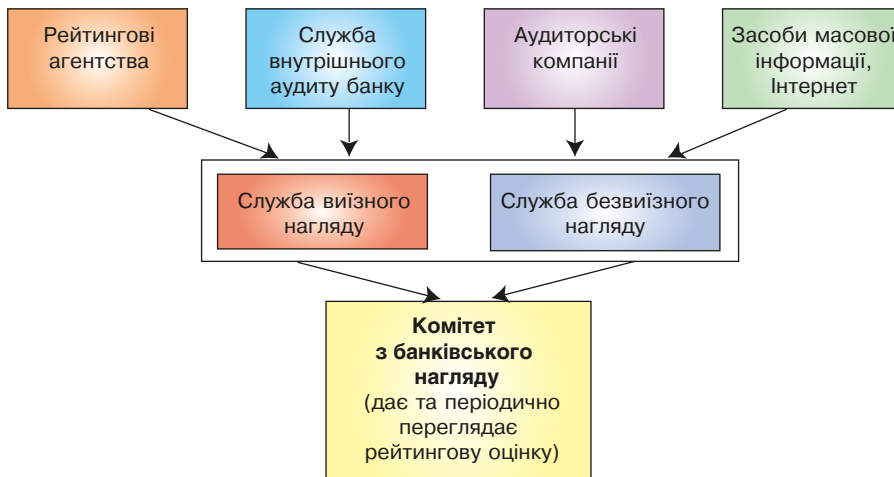 Рейтингові
агентства
Служба
внутрішнього
аудиту банку
Аудиторські
компанії
Засоби масової
інформації,
Інтернет
Служба виїзного
нагляду
Служба безвиїзного
нагляду
Комітет
з банківського
нагляду
(дає та періодично
переглядає
рейтингову оцінку)